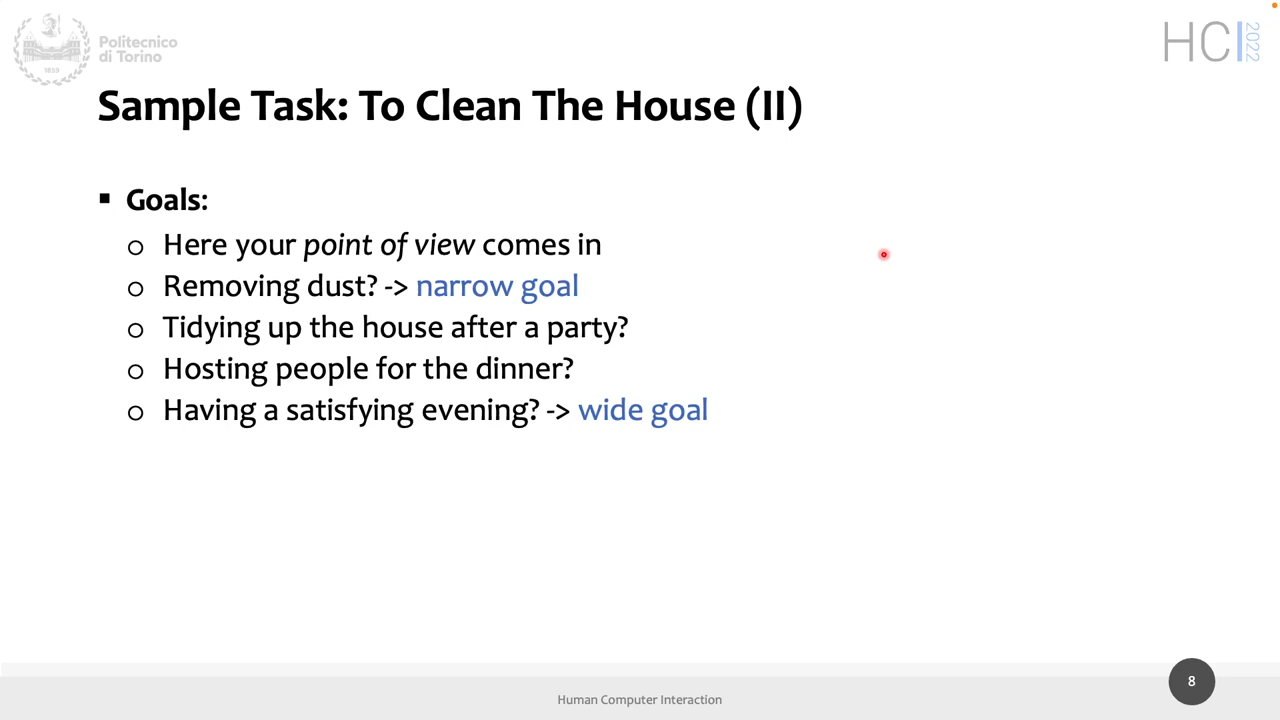 Politecnico
di Torino
1859
HCI 2022
Sample Task: To Clean The House (II)
▪ Goals:
o Here your point of view comes in
o Removing dust? -> narrow goal
o Tidying up the house after a party?
o Hosting people for the dinner?
o Having a satisfying evening? -> wide goal
8
Human Computer Interaction